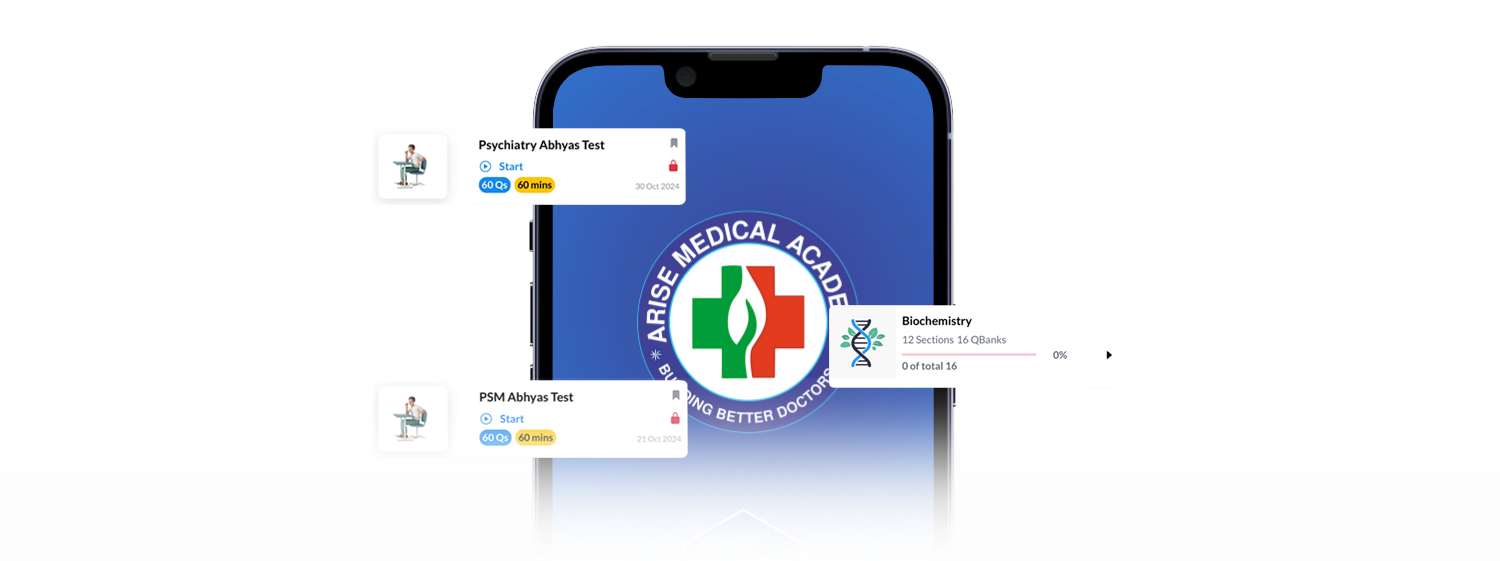 Psychiatry Abhyas Test
Start
60 Qs 60 mins
30 Oct 2024
ARISE MEDICAL ACADE
DING BETTER DOCTORS
Biochemistry
12 Sections 16 QBanks
0%
0 of total 16
PSM Abhyas Test
Start
60 Qs 60 mins
21 Oct 2024